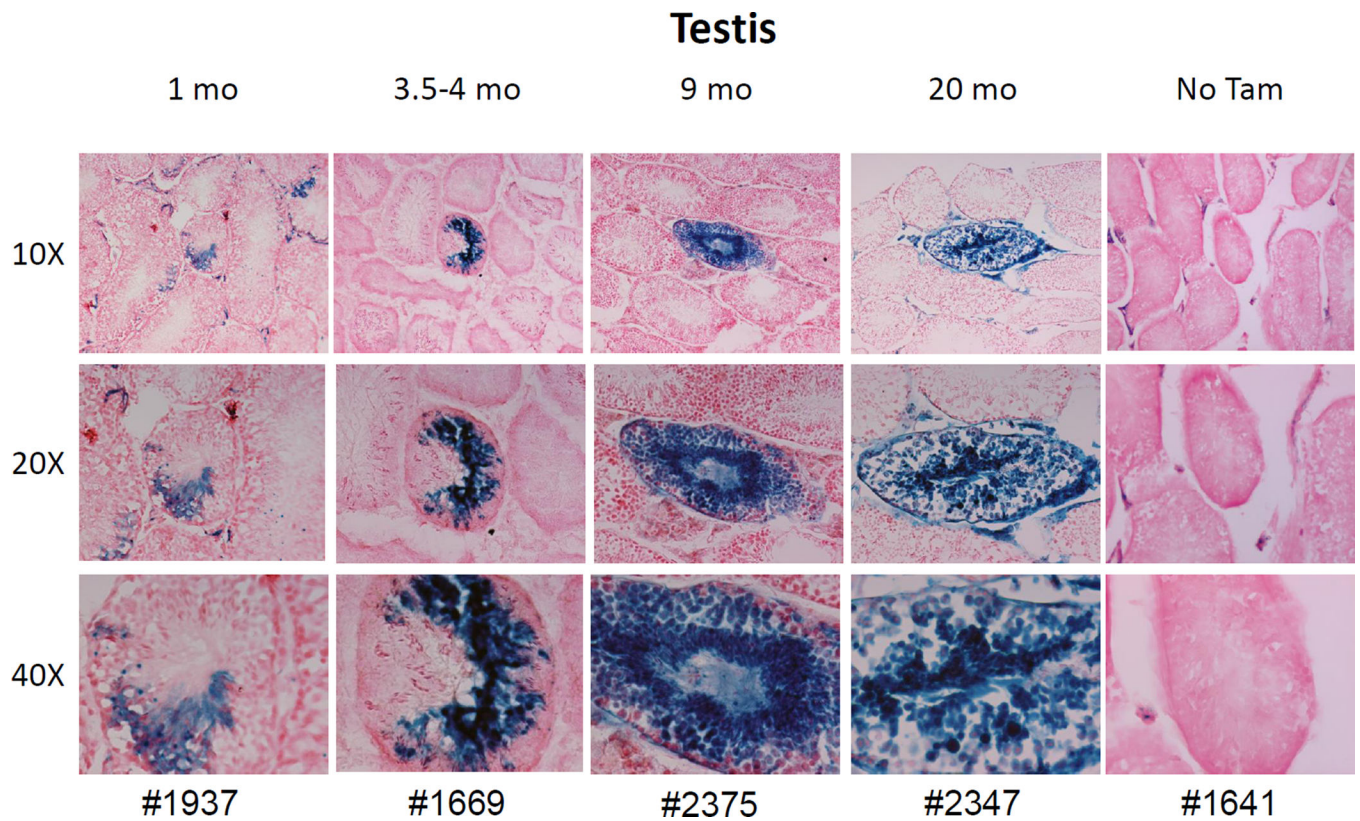 Testis
1 mo 3.5-4 mo 9 mo 20 mo No Tam
10X
20X
40X
#1937 #1669 #2375 #2347 #1641